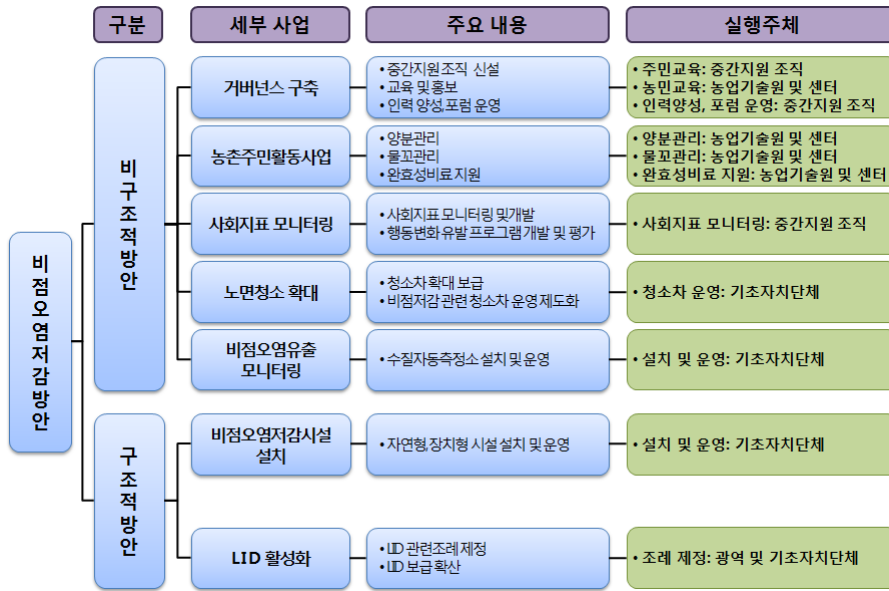 구분
세부 사업
주요 내용
실행주체
비점오염저감방안
비구조적방안
거버넌스 구축
• 중간지원 조직 신설
• 교육 및 홍보
• 인력 양성, 포럼 운영
• 주민교육: 중간지원 조직
• 농민교육: 농업기술원 및 센터
• 인력양성, 포럼 운영: 중간지원 조직
농촌주민활동사업
• 양분관리
• 물꼬관리
• 완효성비료 지원
• 양분관리: 농업기술원 및 센터
• 물꼬관리: 농업기술원 및 센터
• 완효성비료 지원: 농업기술원 및 센터
사회지표 모니터링
• 사회지표 모니터링 및 개발
• 행동변화 유발 프로그램 개발 및 평가
• 사회지표 모니터링: 중간지원 조직
노면청소 확대
• 청소차 확대 보급
• 비점저감 관련 청소차 운영 제도화
• 청소차 운영: 기초자치단체
비점오염유출
모니터링
• 수질자동측정소 설치 및 운영
• 설치 및 운영: 기초자치단체
구조적방안
비점오염저감시설
설치
• 자연형,장치형 시설 설치 및 운영
• 설치 및 운영: 기초자치단체
LID 활성화
• LID 관련조례 제정
• LID 보급 확산
• 조례 제정: 광역 및 기초자치단체